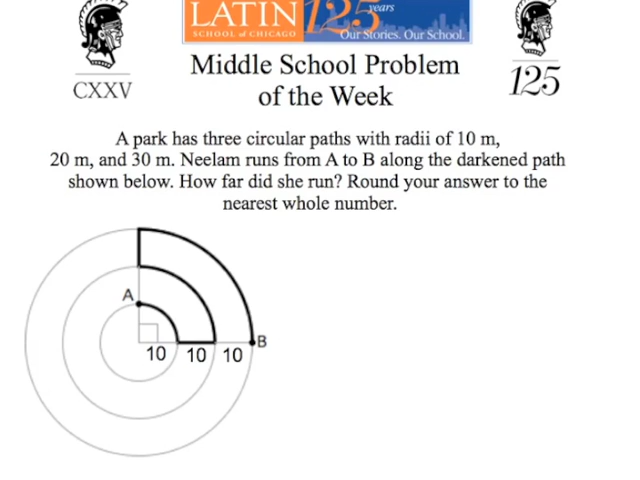 LATIN 125 years
SCHOOL of CHICAGO Our Stories. Our School.
CXXV
125
Middle School Problem
of the Week
A park has three circular paths with radii of 10 m,
20 m, and 30 m. Neelam runs from A to B along the darkened path
shown below. How far did she run? Round your answer to the
nearest whole number.
A
B
10 10 10